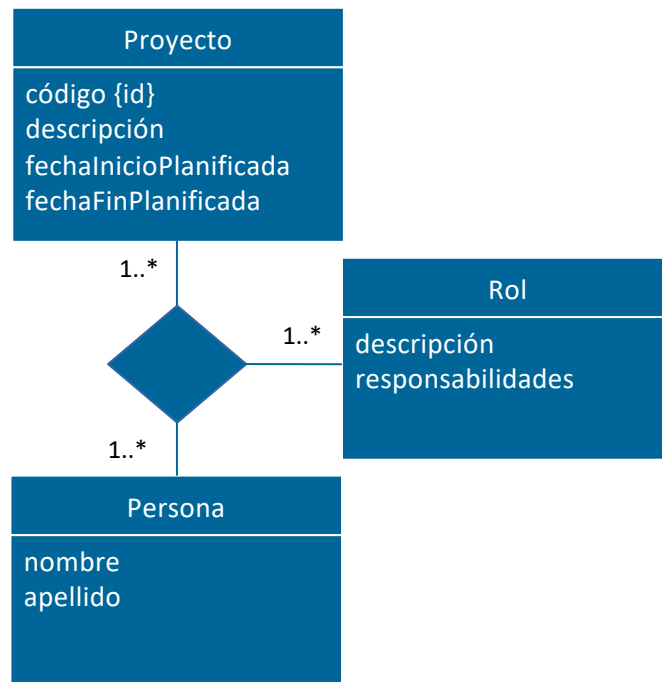 Proyecto
código {id}
descripción
fechaInicioPlanificada
fechaFinPlanificada
1..*
Rol
1..*
descripción
responsabilidades
1..*
Persona
nombre
apellido